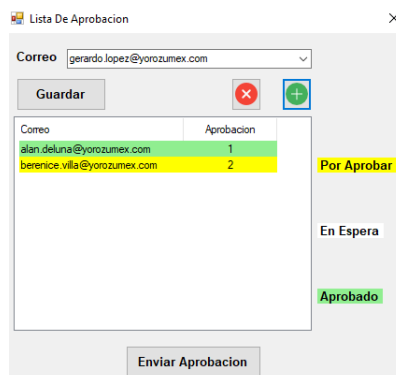 Lista De Aprobacion
Correo gerardo.lopez@yorozumex.com
Guardar
Correo Aprobacion
alan.deluna@yorozumex.com 1
berenice.villa@yorozumex.com 2
Por Aprobar
En Espera
Aprobado
Enviar Aprobacion